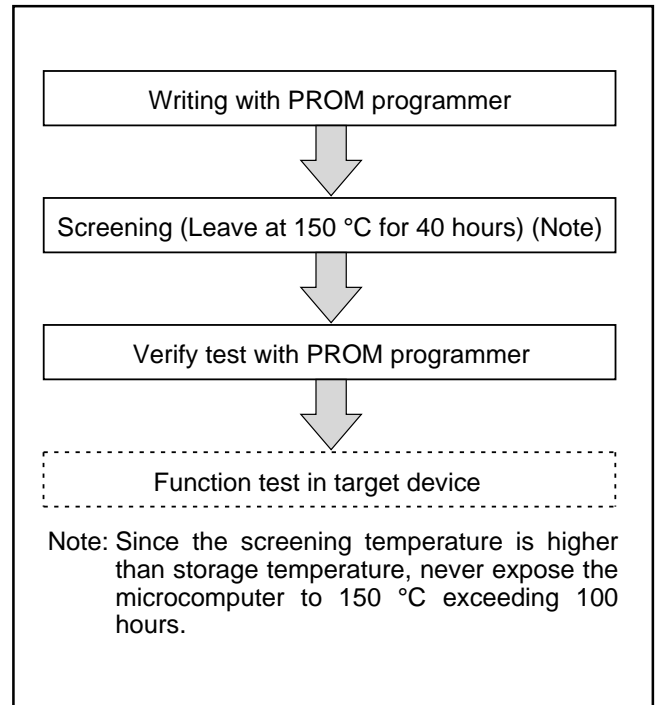 Writing with PROM programmer
Screening (Leave at 150 °C for 40 hours) (Note)
Verify test with PROM programmer
Function test in target device
Note: Since the screening temperature is higher
than storage temperature, never expose the
microcomputer to 150 °C exceeding 100
hours.